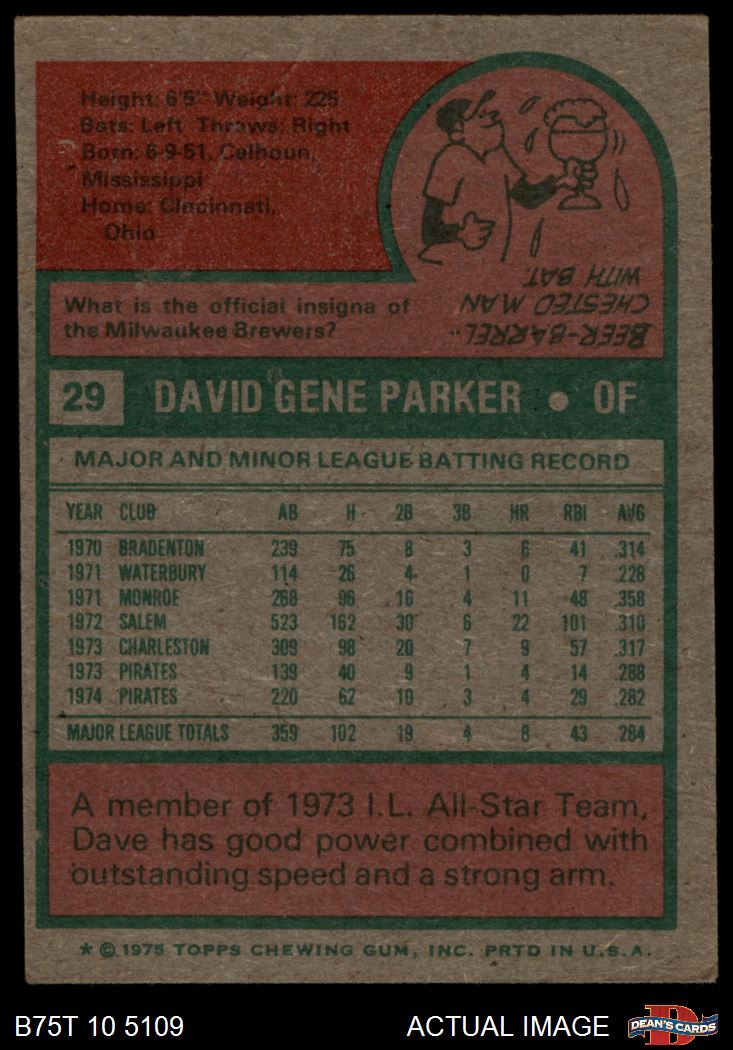 Height: 6'5" Weight: 225
Bats: Left Throws: Right
Born: 6-9-51, Calhoun,
Mississippi
Home: Cincinnati,
Ohio
What is the official insigna of
the Milwaukee Brewers?
"BEER-BARREL"
CHESTED MAN
WITH BAT.
29 DAVID GENE PARKER • OF
MAJOR AND MINOR LEAGUE BATTING RECORD
YEAR CLUB AB H 2B 3B HR RBI AVG
1970 BRADENTON 239 75 8 3 6 41 .314
1971 WATERBURY 114 26 4 1 0 7 .228
1971 MONROE 268 96 16 4 11 48 .358
1972 SALEM 523 162 30 6 22 101 .310
1973 CHARLESTON 309 98 20 7 9 57 .317
1973 PIRATES 139 40 9 1 4 14 .288
1974 PIRATES 220 62 10 3 4 29 .282
MAJOR LEAGUE TOTALS 359 102 19 4 8 43 .284
A member of 1973 I.L. All-Star Team,
Dave has good power combined with
outstanding speed and a strong arm.
* © 1975 TOPPS CHEWING GUM, INC. PRTD IN U.S.A.
B75T 10 5109 ACTUAL IMAGE DEAN'S CARDS